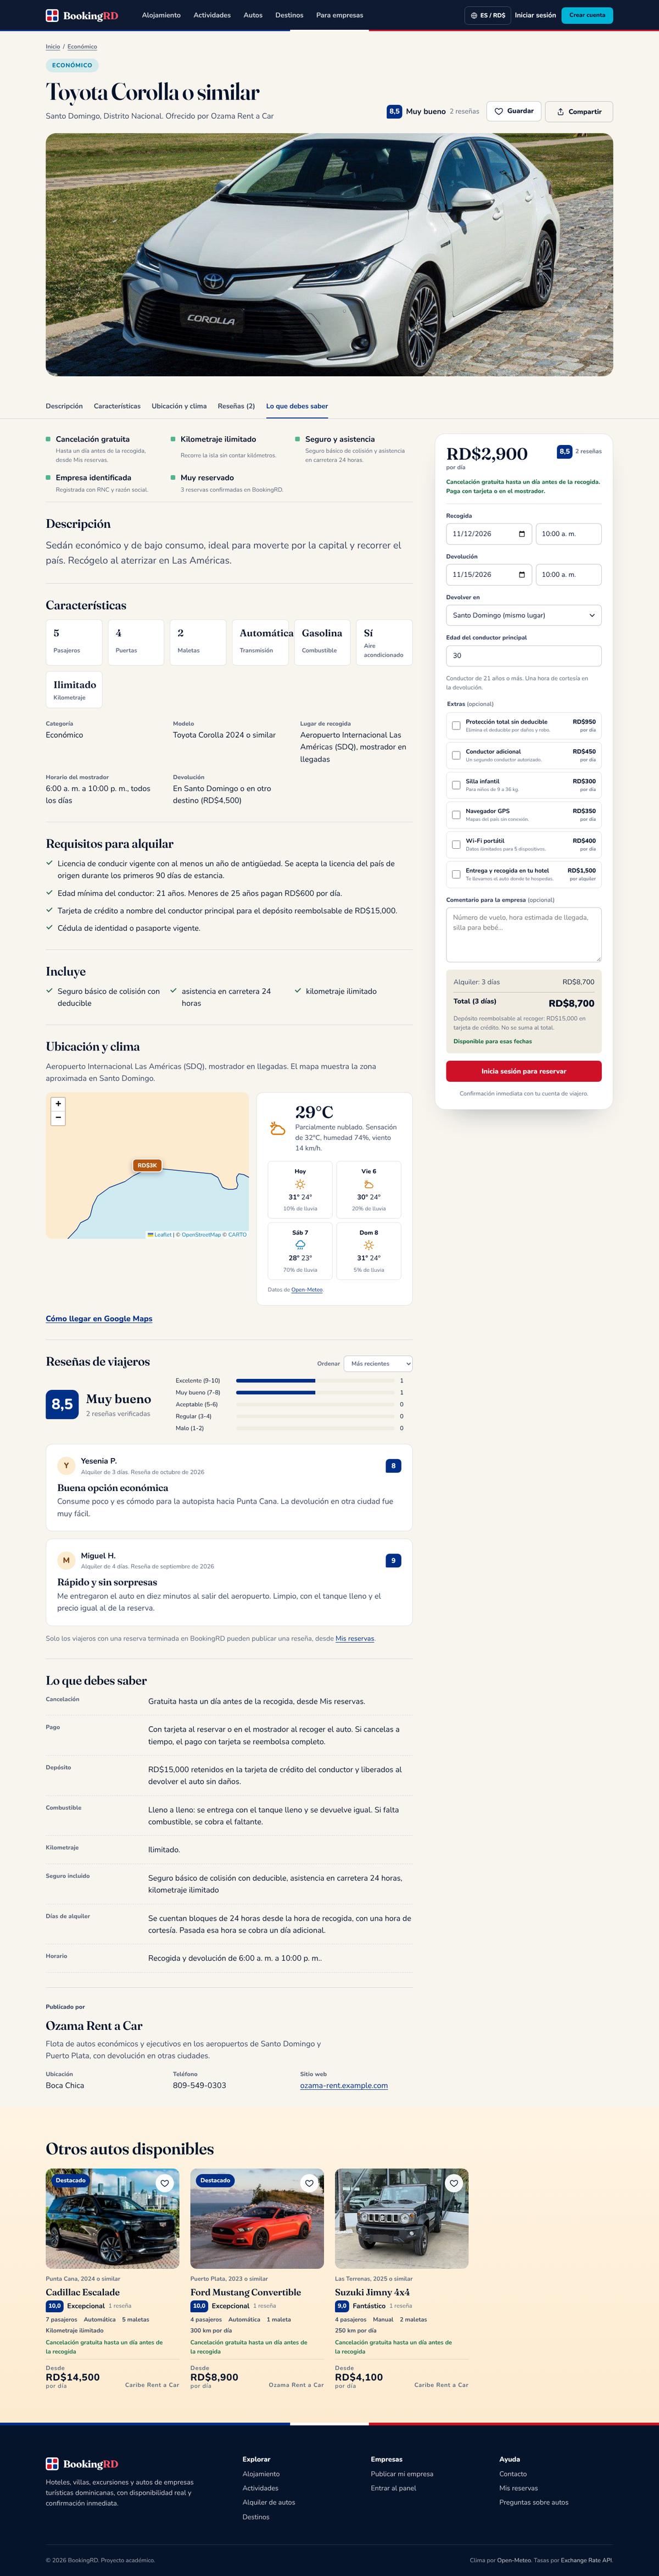 BookingRD
Alojamiento Actividades Autos Destinos Para empresas
ES / RD$ Iniciar sesión Crear cuenta
Inicio / Económico
ECONÓMICO
Toyota Corolla o similar
Santo Domingo, Distrito Nacional. Ofrecido por Ozama Rent a Car
8,5 Muy bueno 2 reseñas Guardar Compartir
COROLLA
Descripción Características Ubicación y clima Reseñas (2) Lo que debes saber
Cancelación gratuita
Hasta un día antes de la recogida,
desde Mis reservas.
Kilometraje ilimitado
Recorre la isla sin contar kilómetros.
Seguro y asistencia
Seguro básico de colisión y asistencia
en carretera 24 horas.
Empresa identificada
Registrada con RNC y razón social.
Muy reservado
3 reservas confirmadas en BookingRD.
Descripción
Sedán económico y de bajo consumo, ideal para moverte por la capital y recorrer el
país. Recógelo al aterrizar en Las Américas.
Características
5
Pasajeros
4
Puertas
2
Maletas
Automática
Transmisión
Gasolina
Combustible
Sí
Aire
acondicionado
Ilimitado
Kilometraje
Categoría
Económico
Modelo
Toyota Corolla 2024 o similar
Lugar de recogida
Aeropuerto Internacional Las
Américas (SDQ), mostrador en
llegadas
Horario del mostrador
6:00 a. m. a 10:00 p. m., todos
los días
Devolución
En Santo Domingo o en otro
destino (RD$4,500)
Requisitos para alquilar
Licencia de conducir vigente con al menos un año de antigüedad. Se acepta la licencia del país de
origen durante los primeros 90 días de estancia.
Edad mínima del conductor: 21 años. Menores de 25 años pagan RD$600 por día.
Tarjeta de crédito a nombre del conductor principal para el depósito reembolsable de RD$15,000.
Cédula de identidad o pasaporte vigente.
Incluye
Seguro básico de colisión con
deducible
asistencia en carretera 24
horas
kilometraje ilimitado
Ubicación y clima
Aeropuerto Internacional Las Américas (SDQ), mostrador en llegadas. El mapa muestra la zona
aproximada en Santo Domingo.
+
−
RD$3K
Leaflet | © OpenStreetMap © CARTO
29°C
Parcialmente nublado. Sensación
de 32°C, humedad 74%, viento
14 km/h.
Hoy
31° 24°
10% de lluvia
Vie 6
30° 24°
20% de lluvia
Sáb 7
28° 23°
70% de lluvia
Dom 8
31° 24°
5% de lluvia
Datos de Open-Meteo.
Cómo llegar en Google Maps
Reseñas de viajeros
Ordenar Más recientes
8,5 Muy bueno
2 reseñas verificadas
Excelente (9-10) 1
Muy bueno (7-8) 1
Aceptable (5-6) 0
Regular (3-4) 0
Malo (1-2) 0
Y Yesenia P. 8
Alquiler de 3 días. Reseña de octubre de 2026
Buena opción económica
Consume poco y es cómodo para la autopista hacia Punta Cana. La devolución en otra ciudad fue
muy fácil.
M Miguel H. 9
Alquiler de 4 días. Reseña de septiembre de 2026
Rápido y sin sorpresas
Me entregaron el auto en diez minutos al salir del aeropuerto. Limpio, con el tanque lleno y el
precio igual al de la reserva.
Solo los viajeros con una reserva terminada en BookingRD pueden publicar una reseña, desde Mis reservas.
Lo que debes saber
Cancelación Gratuita hasta un día antes de la recogida, desde Mis reservas.
Pago Con tarjeta al reservar o en el mostrador al recoger el auto. Si cancelas a
tiempo, el pago con tarjeta se reembolsa completo.
Depósito RD$15,000 retenidos en la tarjeta de crédito del conductor y liberados al
devolver el auto sin daños.
Combustible Lleno a lleno: se entrega con el tanque lleno y se devuelve igual. Si falta
combustible, se cobra el faltante.
Kilometraje Ilimitado.
Seguro incluido Seguro básico de colisión con deducible, asistencia en carretera 24 horas,
kilometraje ilimitado
Días de alquiler Se cuentan bloques de 24 horas desde la hora de recogida, con una hora de
cortesía. Pasada esa hora se cobra un día adicional.
Horario Recogida y devolución de 6:00 a. m. a 10:00 p. m..
Publicado por
Ozama Rent a Car
Flota de autos económicos y ejecutivos en los aeropuertos de Santo Domingo y
Puerto Plata, con devolución en otras ciudades.
Ubicación
Boca Chica
Teléfono
809-549-0303
Sitio web
ozama-rent.example.com
RD$2,900
por día
8,5 2 reseñas
Cancelación gratuita hasta un día antes de la recogida.
Paga con tarjeta o en el mostrador.
Recogida
11/12/2026 10:00 a. m.
Devolución
11/15/2026 10:00 a. m.
Devolver en
Santo Domingo (mismo lugar)
Edad del conductor principal
30
Conductor de 21 años o más. Una hora de cortesía en
la devolución.
Extras (opcional)
Protección total sin deducible RD$950
Elimina el deducible por daños y robo. por día
Conductor adicional RD$450
Un segundo conductor autorizado. por día
Silla infantil RD$300
Para niños de 9 a 36 kg. por día
Navegador GPS RD$350
Mapas del país sin conexión. por día
Wi-Fi portátil RD$400
Datos ilimitados para 5 dispositivos. por día
Entrega y recogida en tu hotel RD$1,500
Te llevamos el auto donde te hospedes. por alquiler
Comentario para la empresa (opcional)
Número de vuelo, hora estimada de llegada,
silla para bebé...
Alquiler: 3 días RD$8,700
Total (3 días) RD$8,700
Depósito reembolsable al recoger: RD$15,000 en
tarjeta de crédito. No se suma al total.
Disponible para esas fechas
Inicia sesión para reservar
Confirmación inmediata con tu cuenta de viajero.
Otros autos disponibles
Destacado
Punta Cana, 2024 o similar
Cadillac Escalade
10,0 Excepcional 1 reseña
7 pasajeros Automática 5 maletas
Kilometraje ilimitado
Cancelación gratuita hasta un día antes de
la recogida
Desde
RD$14,500
por día Caribe Rent a Car
Destacado
Puerto Plata, 2023 o similar
Ford Mustang Convertible
10,0 Excepcional 1 reseña
4 pasajeros Automática 1 maleta
300 km por día
Cancelación gratuita hasta un día antes de
la recogida
Desde
RD$8,900
por día Ozama Rent a Car
Las Terrenas, 2025 o similar
Suzuki Jimny 4x4
9,0 Fantástico 1 reseña
4 pasajeros Manual 2 maletas
250 km por día
Cancelación gratuita hasta un día antes de
la recogida
Desde
RD$4,100
por día Caribe Rent a Car
BookingRD
Hoteles, villas, excursiones y autos de empresas
turísticas dominicanas, con disponibilidad real y
confirmación inmediata.
Explorar
Alojamiento
Actividades
Alquiler de autos
Destinos
Empresas
Publicar mi empresa
Entrar al panel
Ayuda
Contacto
Mis reservas
Preguntas sobre autos
© 2026 BookingRD. Proyecto académico.
Clima por Open-Meteo. Tasas por Exchange Rate API.